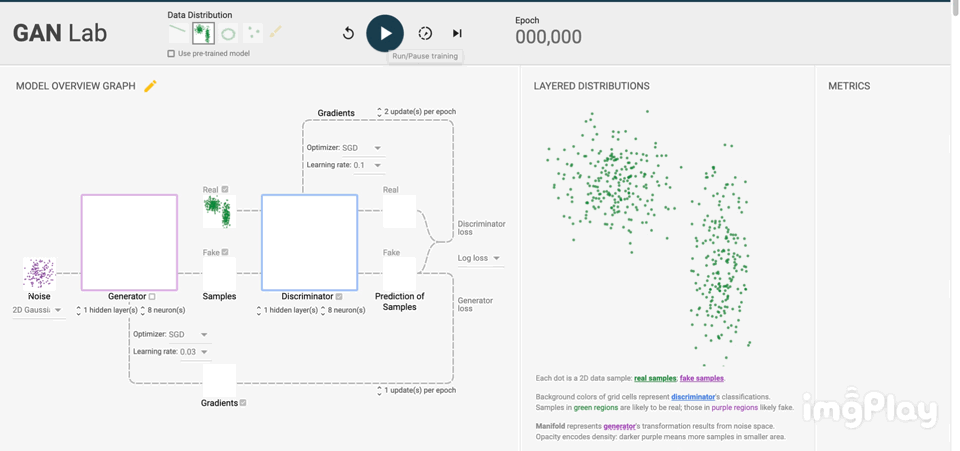 GAN Lab
Data Distribution
Use pre-trained model
Run/Pause training
Epoch
000,000
MODEL OVERVIEW GRAPH
Gradients
2 update(s) per epoch
Optimizer: SGD
Learning rate: 0.1
Real
Real
Fake
Fake
Discriminator
loss
Log loss
Noise
2D Gaussi
Generator
1 hidden layer(s)
8 neuron(s)
Samples
Discriminator
1 hidden layer(s)
8 neuron(s)
Prediction of
Samples
Generator
loss
Optimizer: SGD
Learning rate: 0.03
Gradients
1 update(s) per epoch
LAYERED DISTRIBUTIONS
Each dot is a 2D data sample: real samples; fake samples.
Background colors of grid cells represent discriminator's classifications.
Samples in green regions are likely to be real; those in purple regions likely fake.
Manifold represents generator's transformation results from noise space.
Opacity encodes density: darker purple means more samples in smaller area.
METRICS
imgPlay